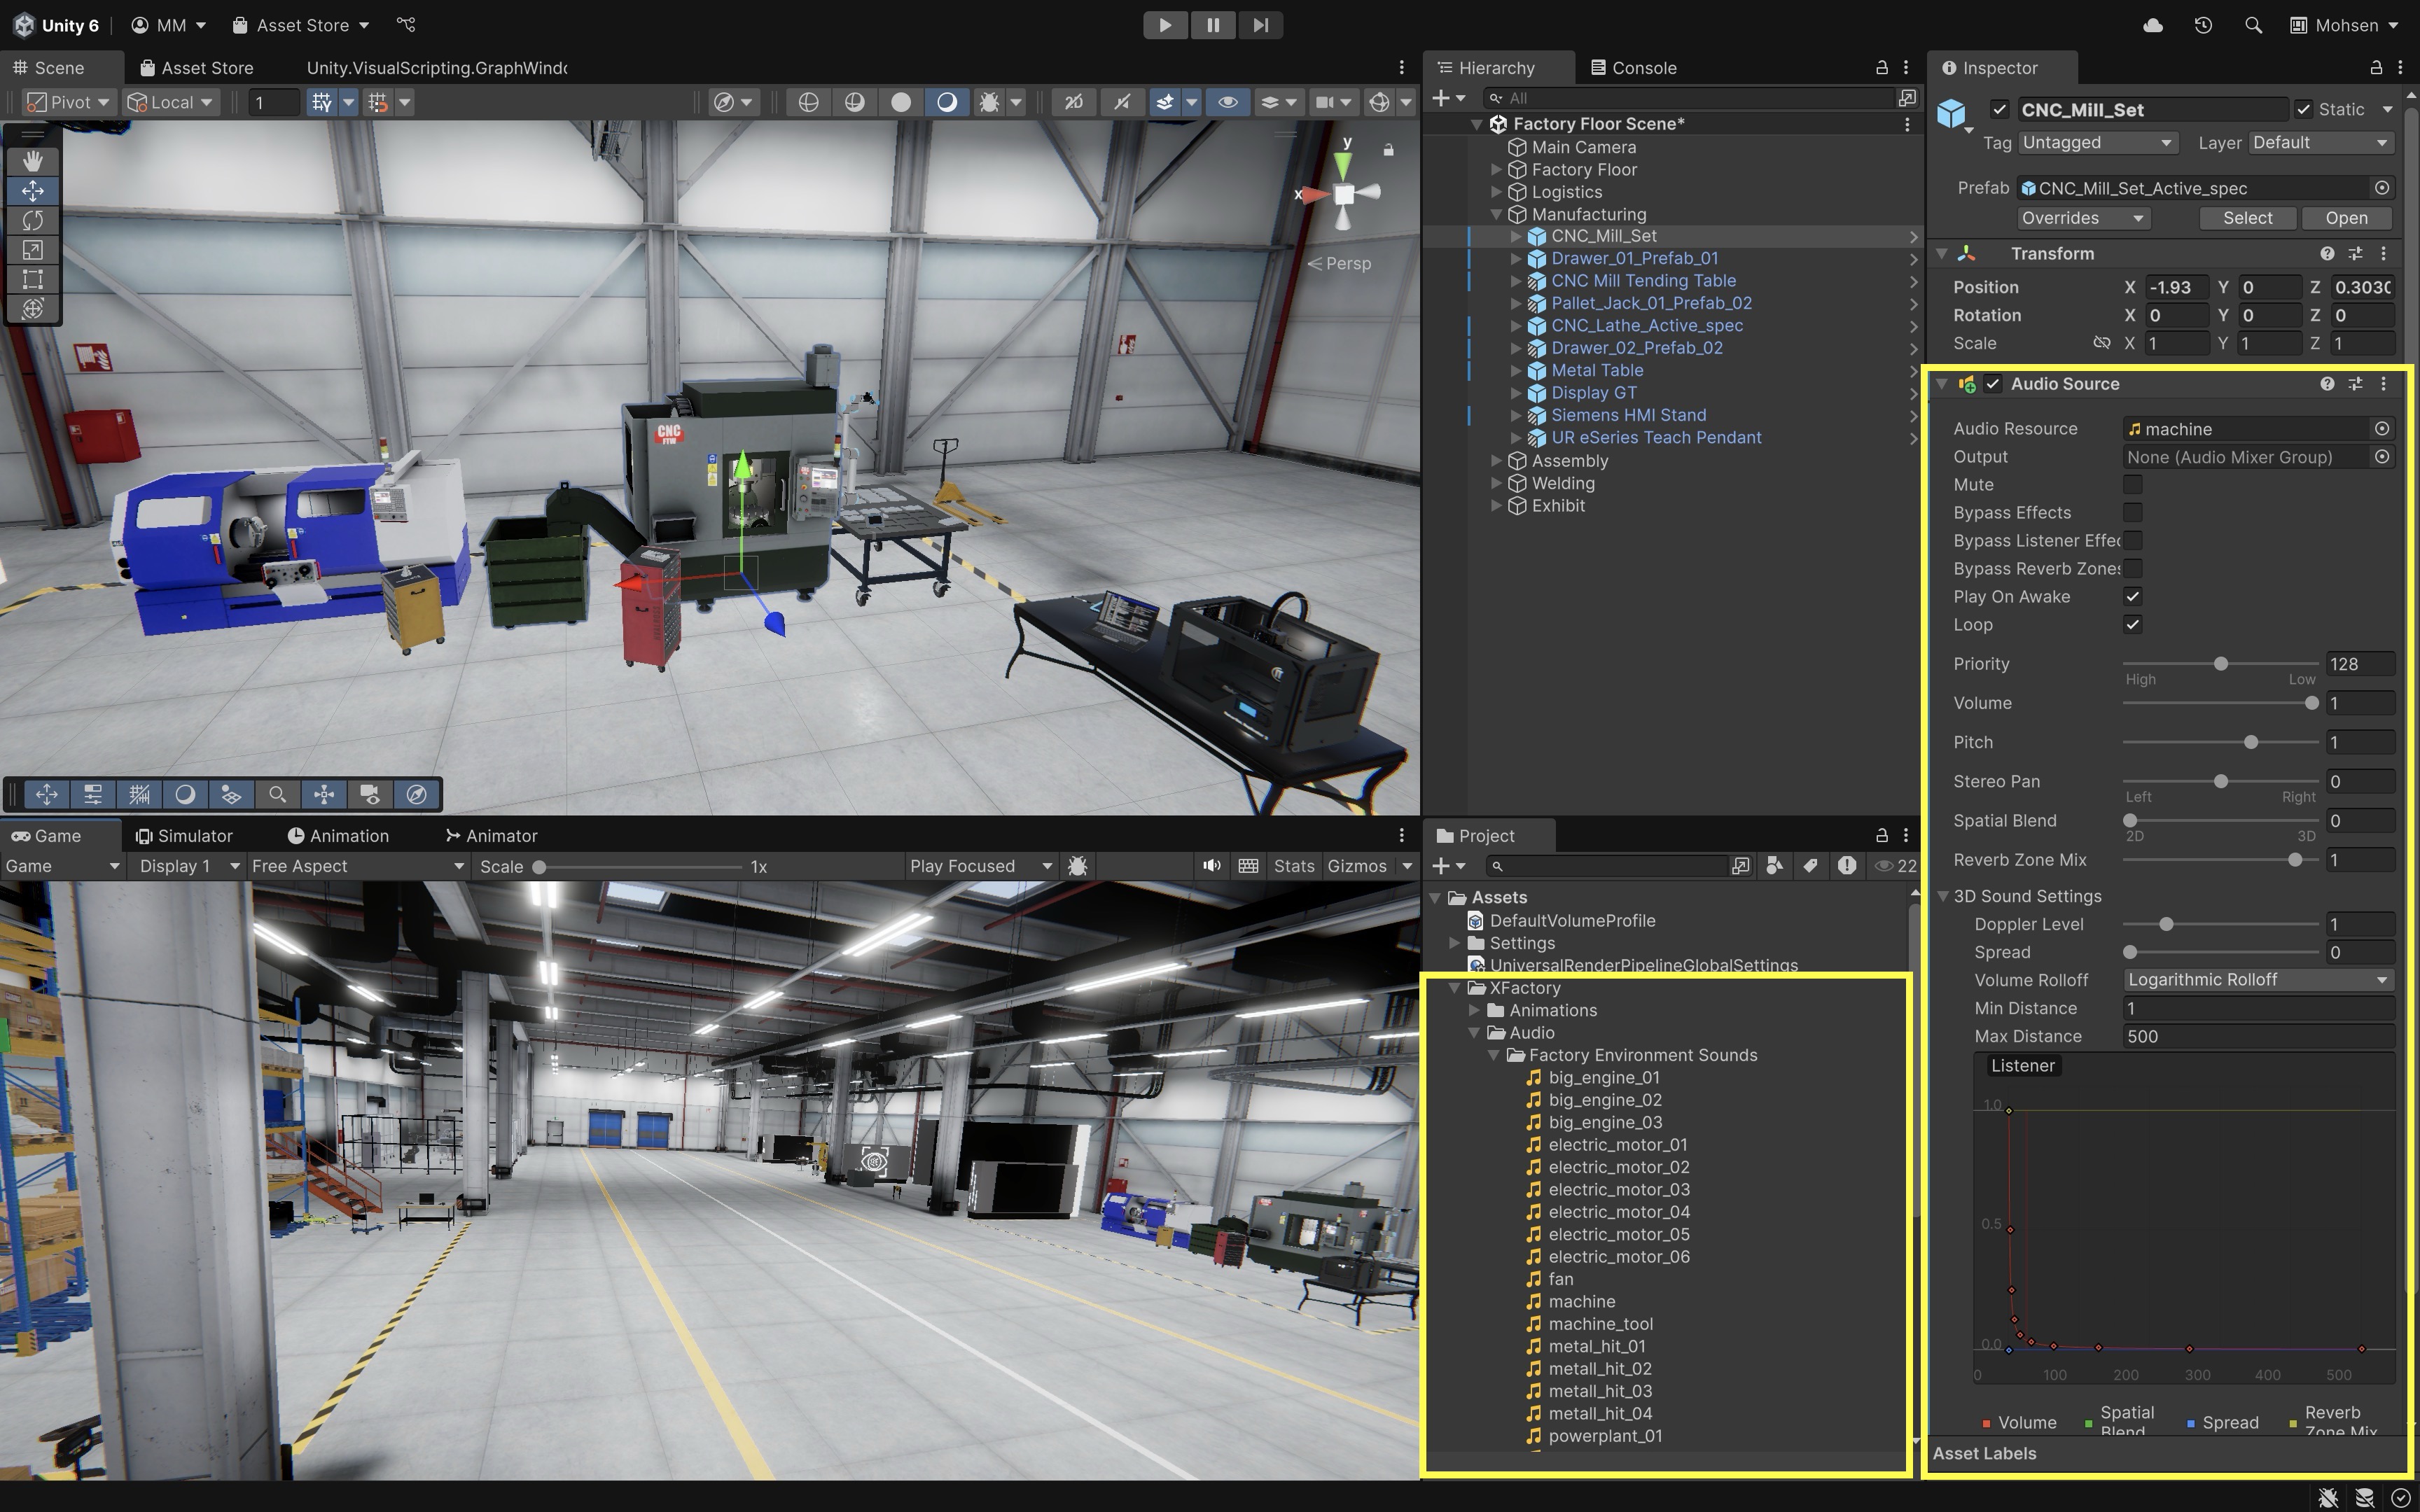 Unity 6
MM
Asset Store
Mohsen
Scene
Asset Store
Unity.VisualScripting.GraphWindo
Pivot
Local
1
2D
y
x
Persp
CNC
FTW
Hierarchy
Console
All
Factory Floor Scene*
Main Camera
Factory Floor
Logistics
Manufacturing
CNC_Mill_Set
Drawer_01_Prefab_01
CNC Mill Tending Table
Pallet_Jack_01_Prefab_02
CNC_Lathe_Active_spec
Drawer_02_Prefab_02
Metal Table
Display GT
Siemens HMI Stand
UR eSeries Teach Pendant
Assembly
Welding
Exhibit
Game
Simulator
Animation
Animator
Game
Display 1
Free Aspect
Scale
1x
Play Focused
Stats
Gizmos
Project
22
Assets
DefaultVolumeProfile
Settings
UniversalRenderPipelineGlobalSettings
XFactory
Animations
Audio
Factory Environment Sounds
big_engine_01
big_engine_02
big_engine_03
electric_motor_01
electric_motor_02
electric_motor_03
electric_motor_04
electric_motor_05
electric_motor_06
fan
machine
machine_tool
metal_hit_01
metall_hit_02
metall_hit_03
metall_hit_04
powerplant_01
Inspector
CNC_Mill_Set
Static
Tag Untagged Layer Default
Prefab CNC_Mill_Set_Active_spec
Overrides Select Open
Transform
Position X -1.93 Y 0 Z 0.3030
Rotation X 0 Y 0 Z 0
Scale X 1 Y 1 Z 1
Audio Source
Audio Resource machine
Output None (Audio Mixer Group)
Mute
Bypass Effects
Bypass Listener Effec
Bypass Reverb Zones
Play On Awake
Loop
Priority 128
High Low
Volume 1
Pitch 1
Stereo Pan 0
Left Right
Spatial Blend 0
2D 3D
Reverb Zone Mix 1
3D Sound Settings
Doppler Level 1
Spread 0
Volume Rolloff Logarithmic Rolloff
Min Distance 1
Max Distance 500
Listener
1.0
0.5
0.0
0 100 200 300 400 500
Volume
Spatial Blend
Spread
Reverb Zone Mix
Asset Labels